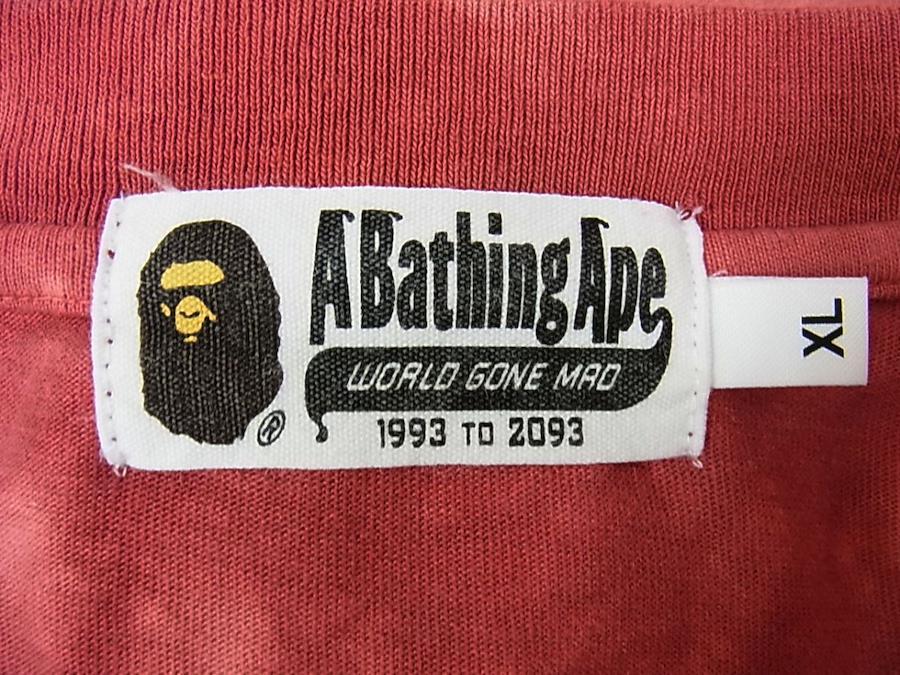 A Bathing Ape
WORLD GONE MAD
1993 TO 2093
®
XL